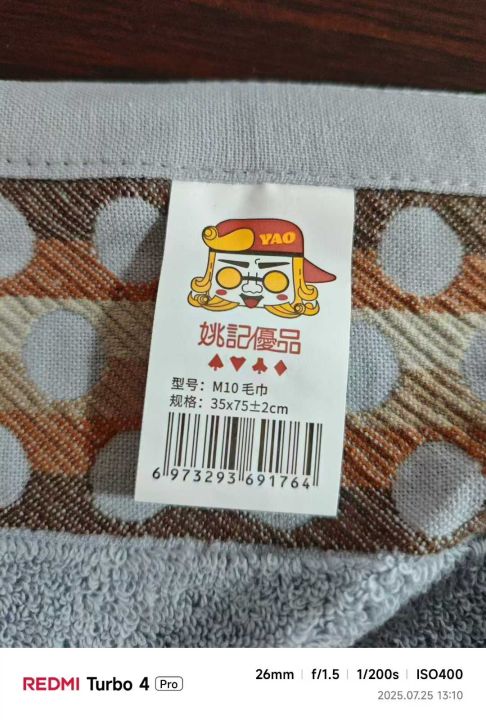 YAO
姚記優品
型号：M10 毛巾
规格：35x75±2cm
6 973293 691764
REDMI Turbo 4 Pro
26mm | f/1.5 | 1/200s | ISO400
2025.07.25 13:10